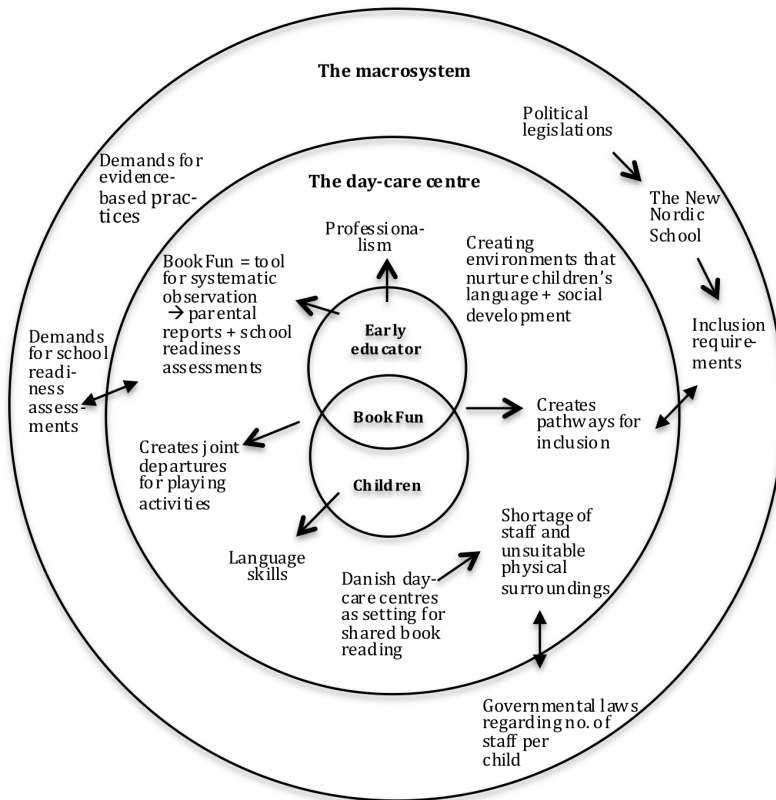 The macrosystem
Political
legislations
Demands for
evidence-
based prac-
tices
The day-care centre
The New
Nordic
School
Professiona-
lism
Creating
environments that
nurture children's
language + social
development
BookFun = tool
for systematic
observation
→ parental
reports + school
readiness
assessments
Early
educator
Inclusion
require-
ments
Demands
for school
readi-
ness
assess-
ments
BookFun
Creates
pathways for
inclusion
Creates joint
departures
for playing
activities
Children
Shortage of
staff and
unsuitable
physical
surroundings
Language
skills
Danish day-
care centres
as setting for
shared book
reading
Governmental laws
regarding no. of
staff per
child